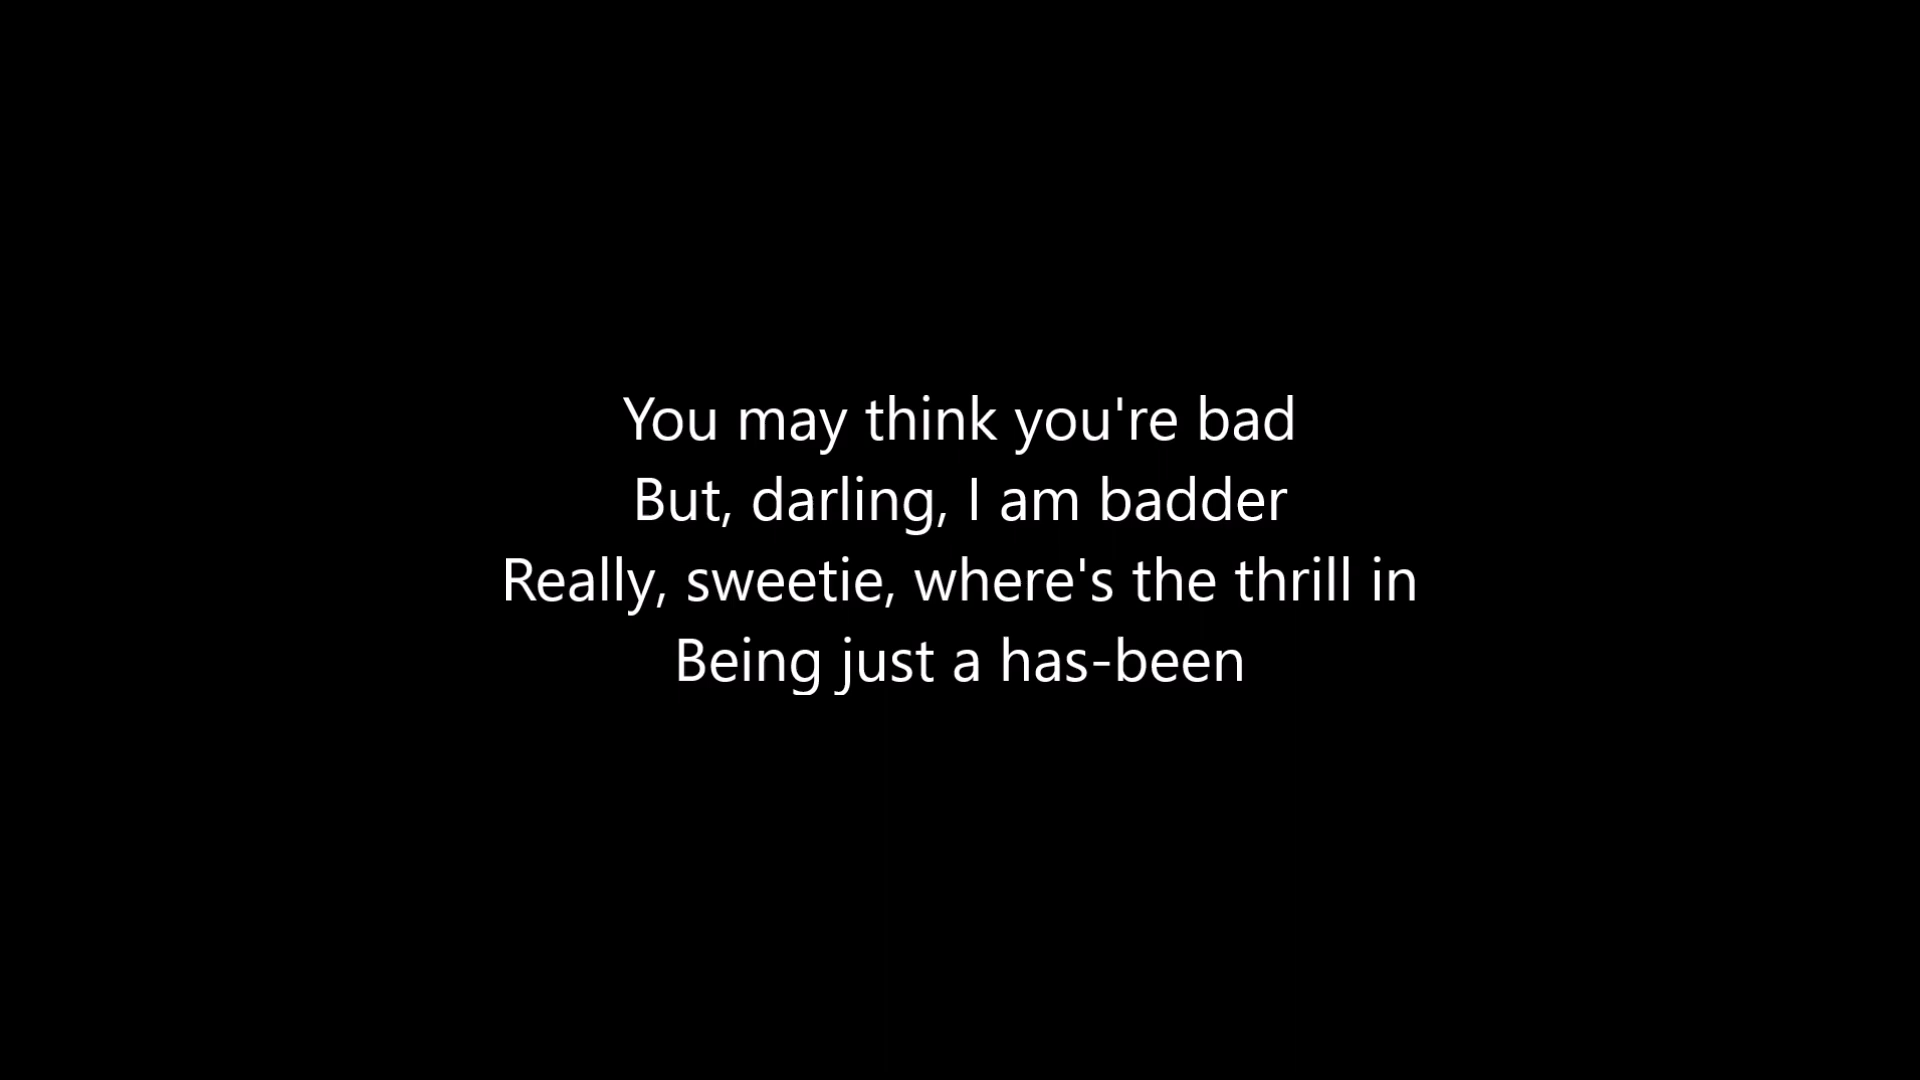 You may think you're bad
But, darling, I am badder
Really, sweetie, where's the thrill in
Being just a has-been